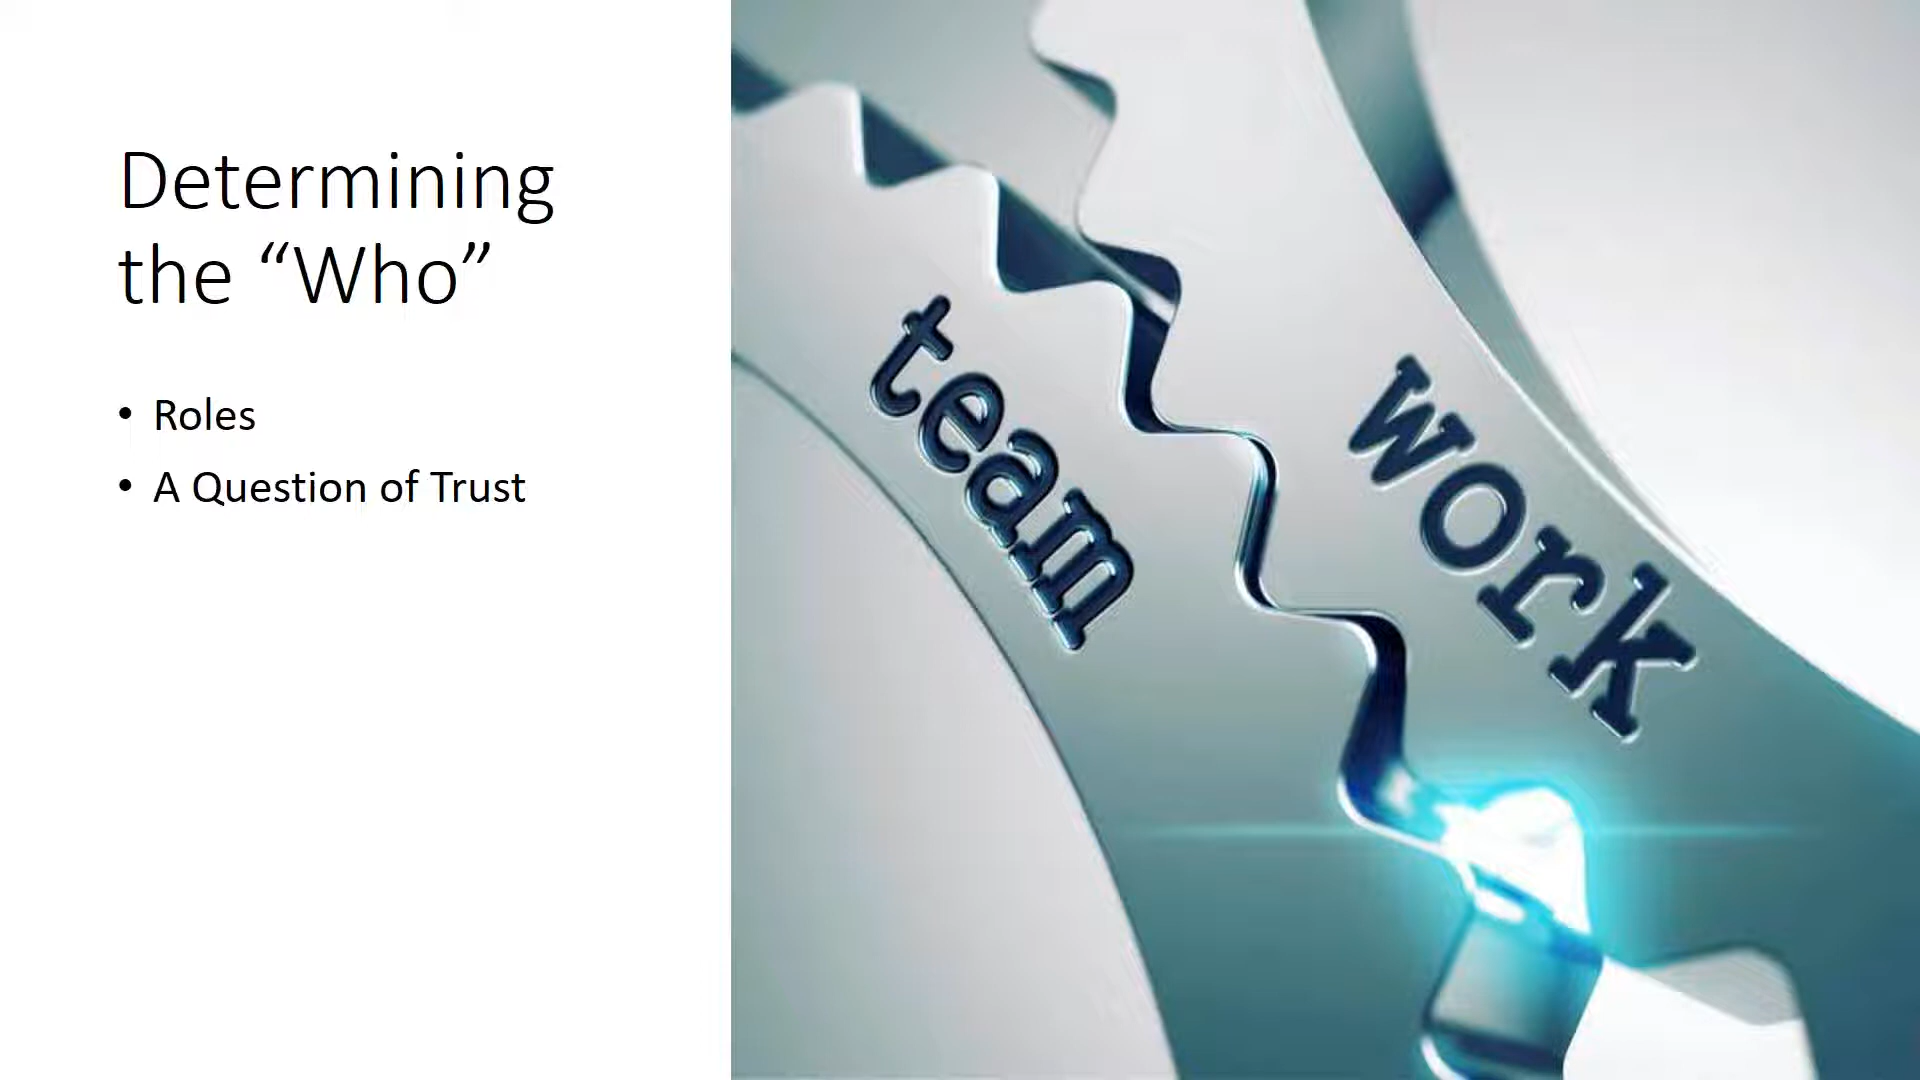 Determining
the “Who”
• Roles
• A Question of Trust
team
work